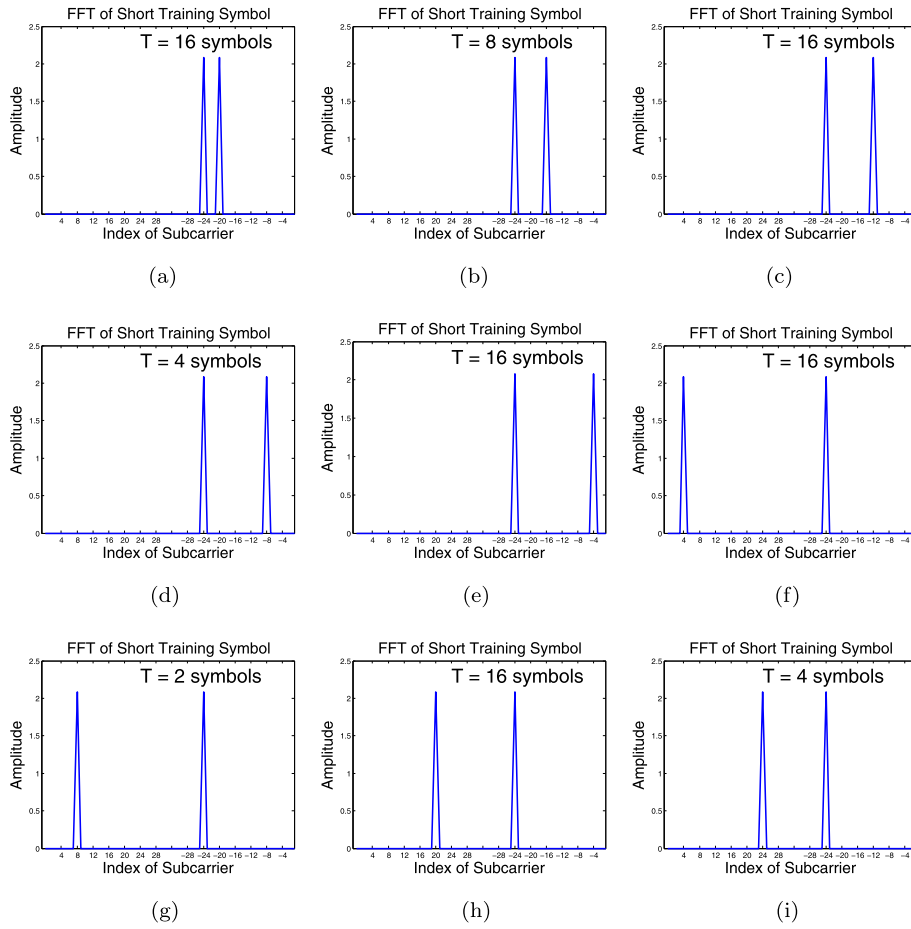 FFT of Short Training Symbol
T = 16 symbols
Amplitude
2.5
2
1.5
1
0.5
0
4 8 12 16 20 24 28 −28 −24 −20 −16 −12 −8 −4
Index of Subcarrier
(a)
FFT of Short Training Symbol
T = 8 symbols
Amplitude
2.5
2
1.5
1
0.5
0
4 8 12 16 20 24 28 −28 −24 −20 −16 −12 −8 −4
Index of Subcarrier
(b)
FFT of Short Training Symbol
T = 16 symbols
Amplitude
2.5
2
1.5
1
0.5
0
4 8 12 16 20 24 28 −28 −24 −20 −16 −12 −8 −4
Index of Subcarrier
(c)
FFT of Short Training Symbol
T = 4 symbols
Amplitude
2.5
2
1.5
1
0.5
0
4 8 12 16 20 24 28 −28 −24 −20 −16 −12 −8 −4
Index of Subcarrier
(d)
FFT of Short Training Symbol
T = 16 symbols
Amplitude
2.5
2
1.5
1
0.5
0
4 8 12 16 20 24 28 −28 −24 −20 −16 −12 −8 −4
Index of Subcarrier
(e)
FFT of Short Training Symbol
T = 16 symbols
Amplitude
2.5
2
1.5
1
0.5
0
4 8 12 16 20 24 28 −28 −24 −20 −16 −12 −8 −4
Index of Subcarrier
(f)
FFT of Short Training Symbol
T = 2 symbols
Amplitude
2.5
2
1.5
1
0.5
0
4 8 12 16 20 24 28 −28 −24 −20 −16 −12 −8 −4
Index of Subcarrier
(g)
FFT of Short Training Symbol
T = 16 symbols
Amplitude
2.5
2
1.5
1
0.5
0
4 8 12 16 20 24 28 −28 −24 −20 −16 −12 −8 −4
Index of Subcarrier
(h)
FFT of Short Training Symbol
T = 4 symbols
Amplitude
2.5
2
1.5
1
0.5
0
4 8 12 16 20 24 28 −28 −24 −20 −16 −12 −8 −4
Index of Subcarrier
(i)